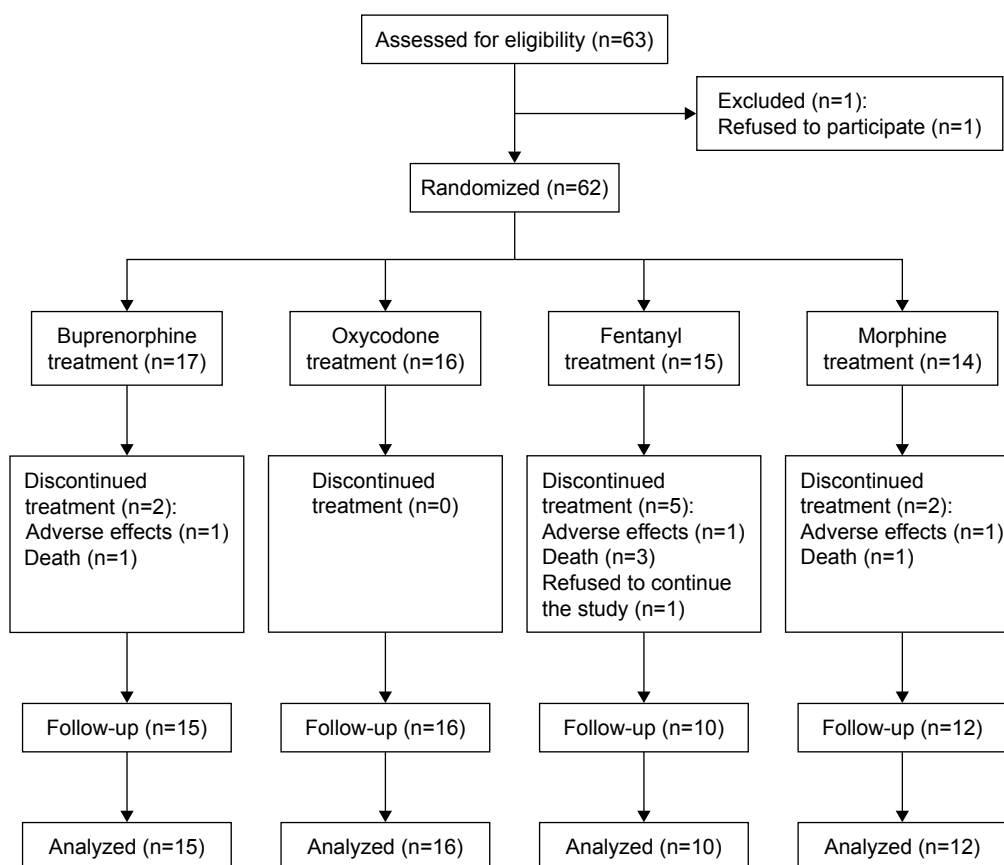 Assessed for eligibility (n=63)
Excluded (n=1):
Refused to participate (n=1)
Randomized (n=62)
Buprenorphine
treatment (n=17)
Oxycodone
treatment (n=16)
Fentanyl
treatment (n=15)
Morphine
treatment (n=14)
Discontinued
treatment (n=2):
Adverse effects (n=1)
Death (n=1)
Discontinued
treatment (n=0)
Discontinued
treatment (n=5):
Adverse effects (n=1)
Death (n=3)
Refused to continue
the study (n=1)
Discontinued
treatment (n=2):
Adverse effects (n=1)
Death (n=1)
Follow-up (n=15)
Follow-up (n=16)
Follow-up (n=10)
Follow-up (n=12)
Analyzed (n=15)
Analyzed (n=16)
Analyzed (n=10)
Analyzed (n=12)